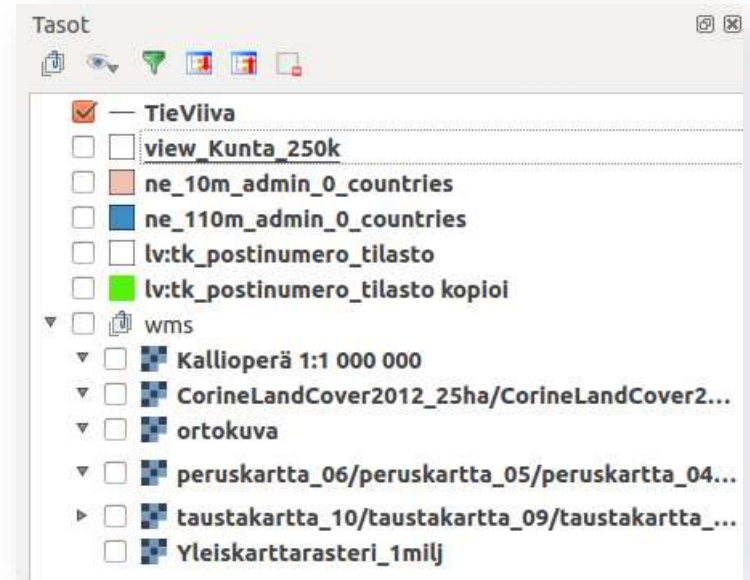 Tasot
TieViiva
view_Kunta_250k
ne_10m_admin_0_countries
ne_110m_admin_0_countries
lv:tk_postinumero_tilasto
lv:tk_postinumero_tilasto kopioi
wms
Kallioperä 1:1 000 000
CorineLandCover2012_25ha/CorineLandCover2...
ortokuva
peruskartta_06/peruskartta_05/peruskartta_04...
taustakartta_10/taustakartta_09/taustakartta_...
Yleiskarttarasteri_1milj